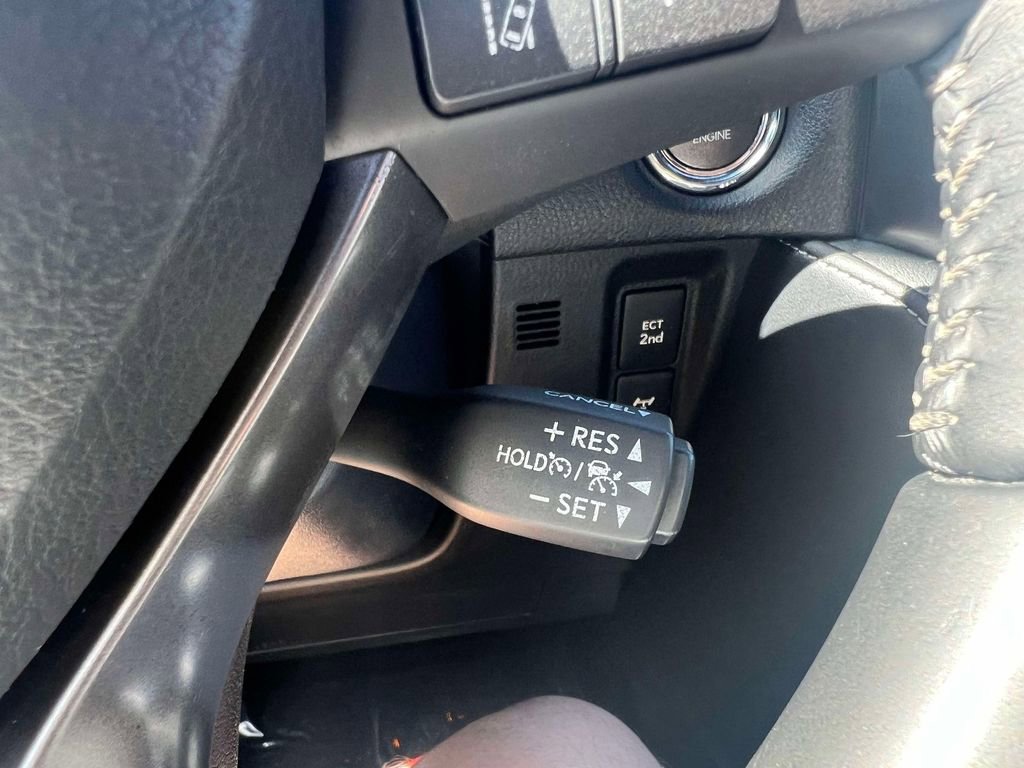 ENGINE
ECT
2nd
CANCEL
+ RES
HOLD /
- SET